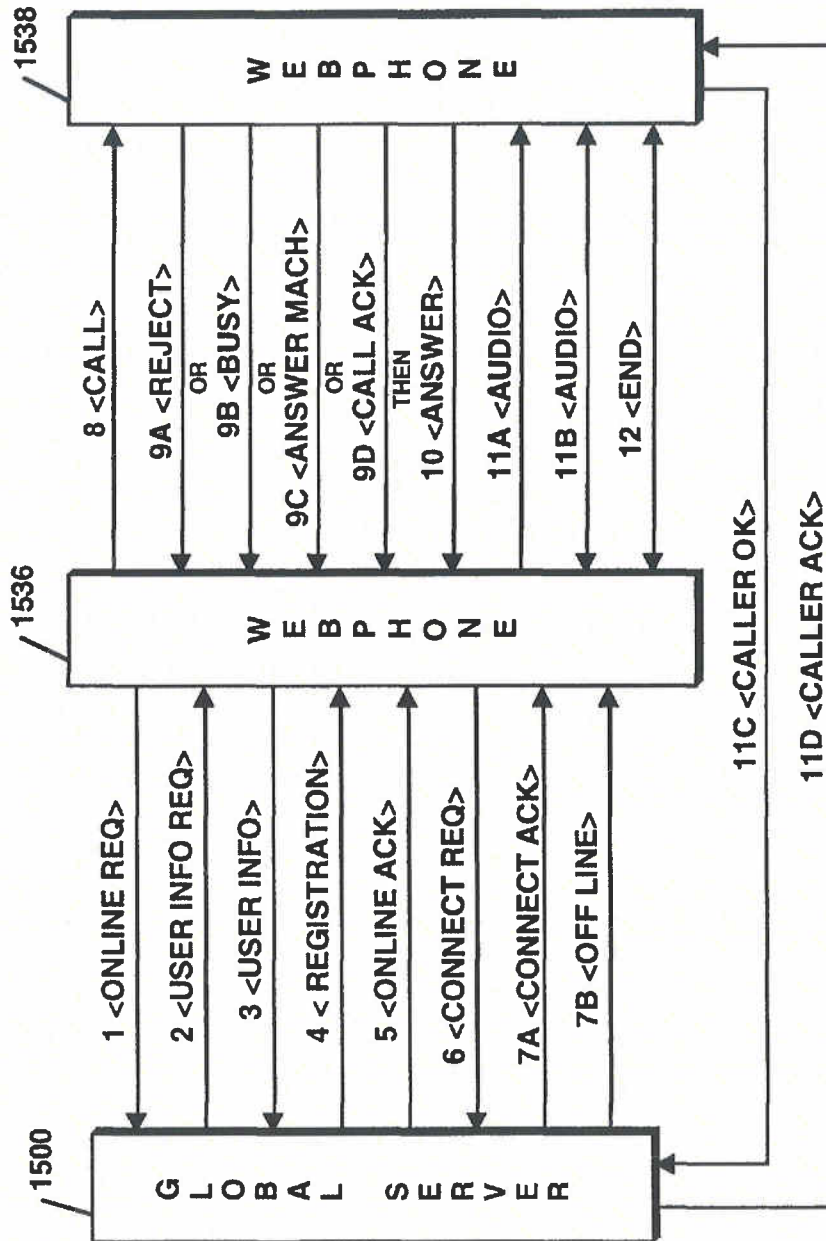 1500
GLOBAL SERVER
1536
WEBPHONE
1538
WEBPHONE
1 <ONLINE REQ>
2 <USER INFO REQ>
3 <USER INFO>
4 < REGISTRATION>
5 <ONLINE ACK>
6 <CONNECT REQ>
7A <CONNECT ACK>
7B <OFF LINE>
8 <CALL>
9A <REJECT>
OR
9B <BUSY>
OR
9C <ANSWER MACH>
OR
9D <CALL ACK>
THEN
10 <ANSWER>
11A <AUDIO>
11B <AUDIO>
12 <END>
11C <CALLER OK>
11D <CALLER ACK>